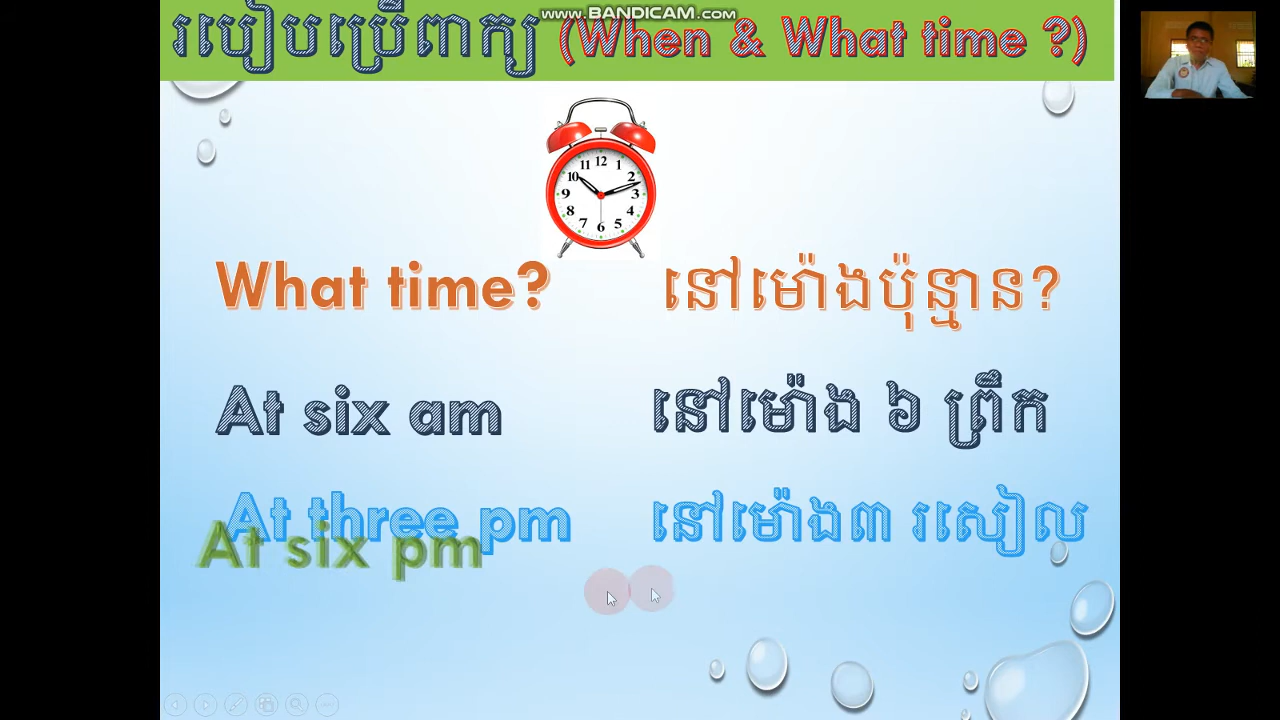 www.BANDICAM.com
របៀបប្រើពាក្យ (When & What time ?)
What time? នៅម៉ោងប៉ុន្មាន?
At six am នៅម៉ោង ៦ ព្រឹក
At three pm នៅម៉ោង៣ រសៀល
At six pm